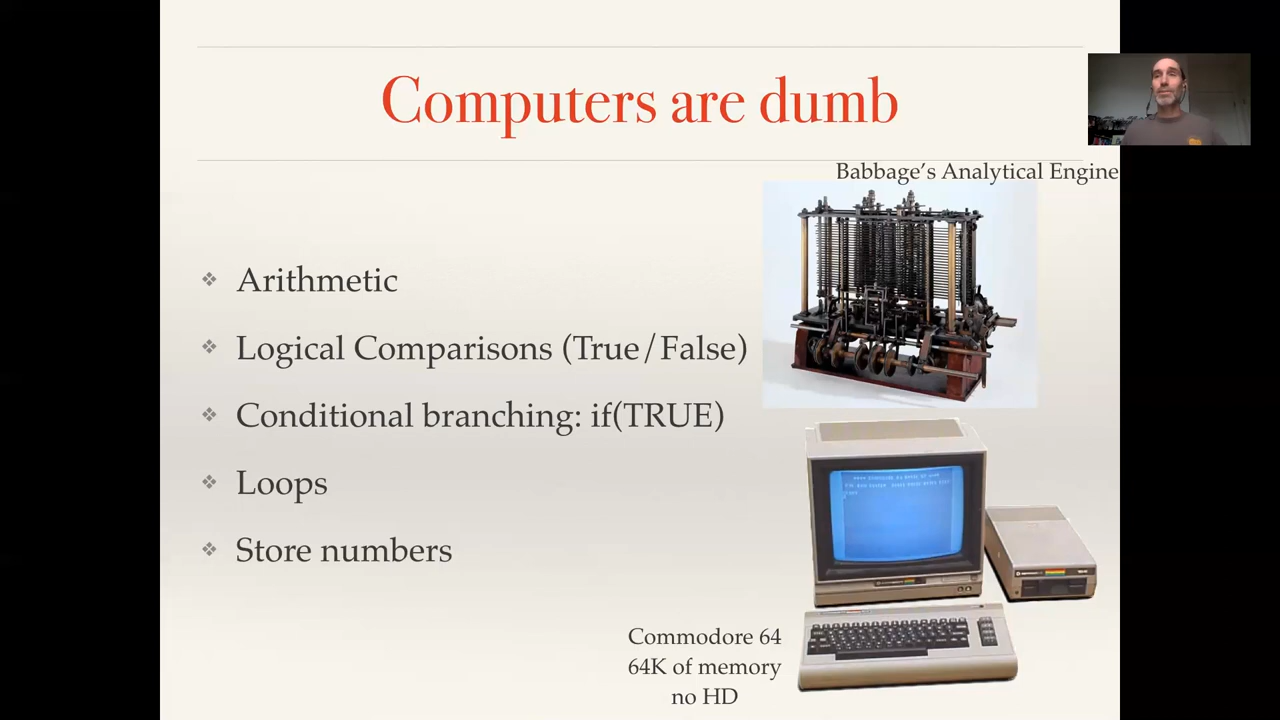 Computers are dumb
Babbage's Analytical Engine
Arithmetic
Logical Comparisons (True/False)
Conditional branching: if(TRUE)
Loops
Store numbers
Commodore 64
64K of memory
no HD